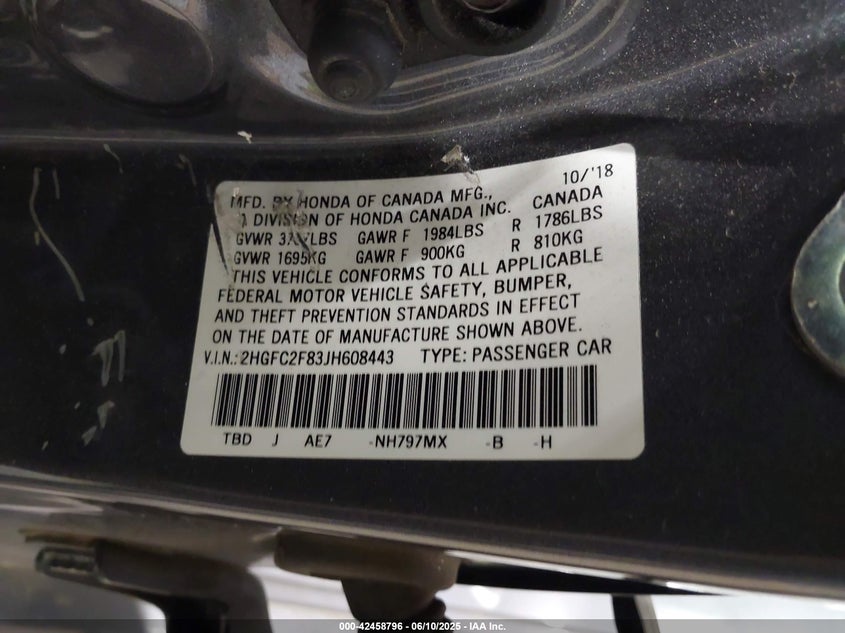 10/'18
MFD. BY HONDA OF CANADA MFG., CANADA
A DIVISION OF HONDA CANADA INC.
GVWR GAWR F 1984LBS R 1786LBS
GVWR 1695KG GAWR F 900KG R 810KG
THIS VEHICLE CONFORMS TO ALL APPLICABLE
FEDERAL MOTOR VEHICLE SAFETY, BUMPER,
AND THEFT PREVENTION STANDARDS IN EFFECT
ON THE DATE OF MANUFACTURE SHOWN ABOVE.
V.I.N.: 2HGFC2F83JH608443 TYPE: PASSENGER CAR
TBD J AE7 -NH797MX -B -H
000-42458796 - 06/10/2025 - IAA Inc.